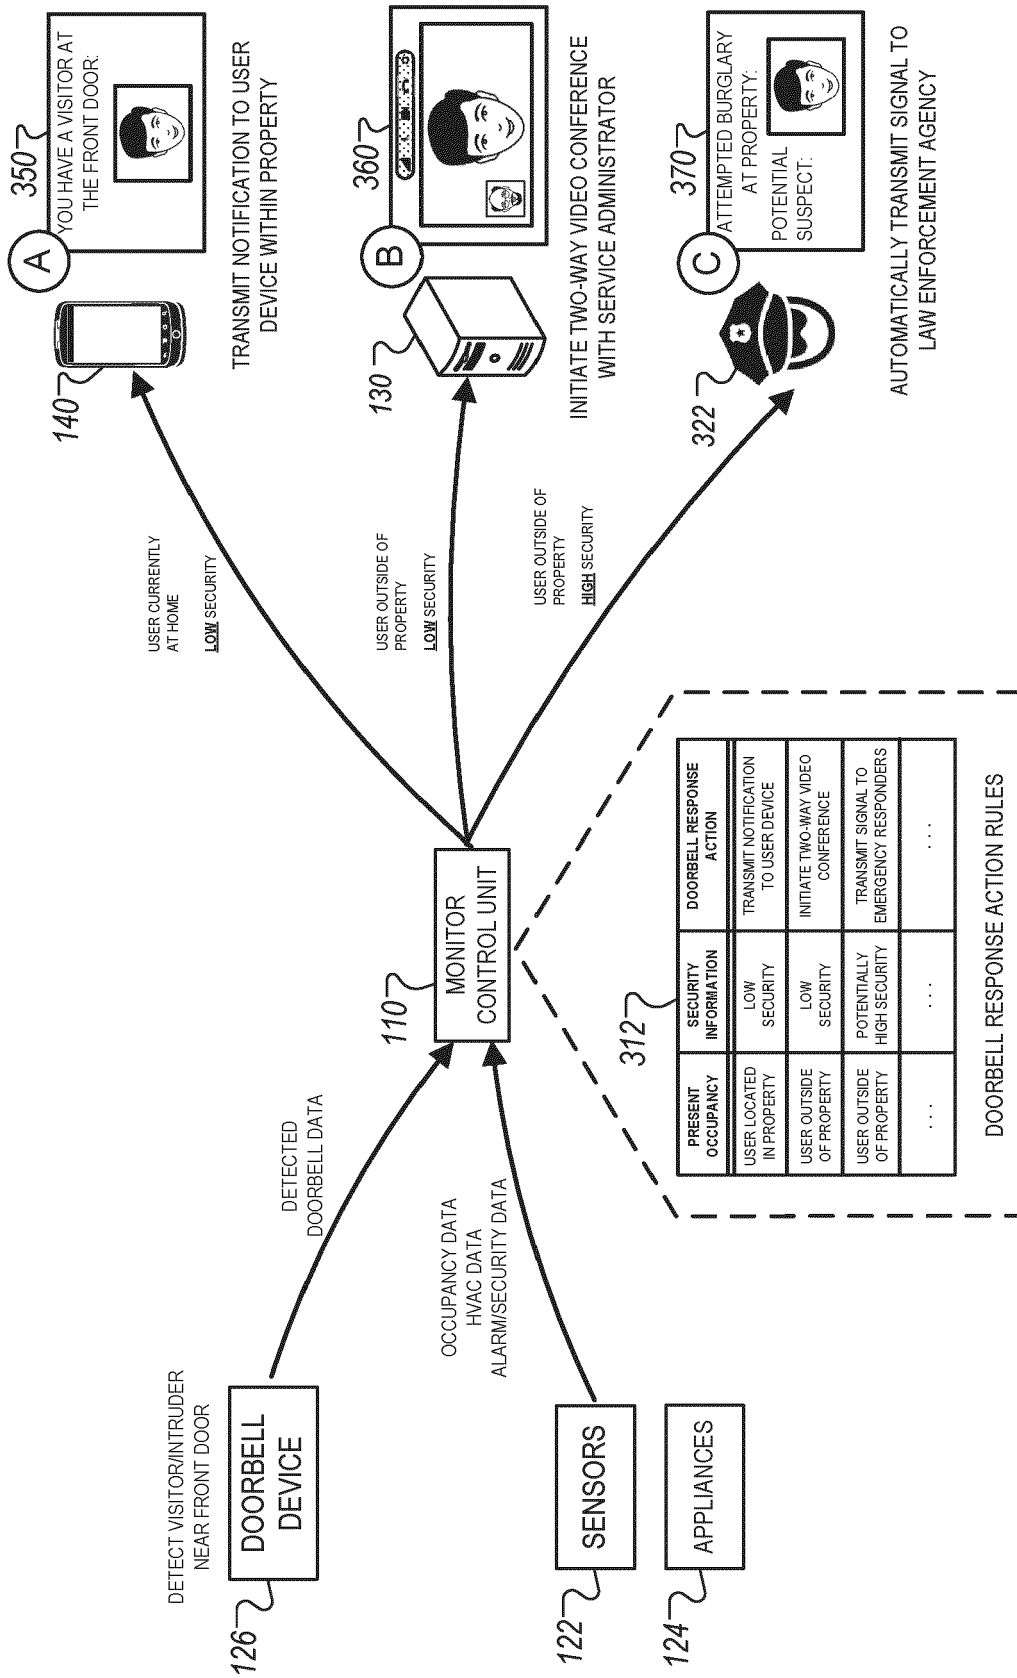 DETECT VISITOR/INTRUDER
NEAR FRONT DOOR
126
DOORBELL
DEVICE
122
SENSORS
124
APPLIANCES
DETECTED
DOORBELL DATA
OCCUPANCY DATA
HVAC DATA
ALARM/SECURITY DATA
110
MONITOR
CONTROL UNIT
312
PRESENT
OCCUPANCY
SECURITY
INFORMATION
DOORBELL RESPONSE
ACTION
USER LOCATED
IN PROPERTY
LOW
SECURITY
TRANSMIT NOTIFICATION
TO USER DEVICE
USER OUTSIDE
OF PROPERTY
LOW
SECURITY
INITIATE TWO-WAY VIDEO
CONFERENCE
USER OUTSIDE
OF PROPERTY
POTENTIALLY
HIGH SECURITY
TRANSMIT SIGNAL TO
EMERGENCY RESPONDERS
. . .
. . .
. . .
DOORBELL RESPONSE ACTION RULES
USER CURRENTLY
AT HOME
LOW SECURITY
USER OUTSIDE OF
PROPERTY
LOW SECURITY
USER OUTSIDE OF
PROPERTY
HIGH SECURITY
140
A
350
YOU HAVE A VISITOR AT
THE FRONT DOOR:
TRANSMIT NOTIFICATION TO USER
DEVICE WITHIN PROPERTY
130
B
360
INITIATE TWO-WAY VIDEO CONFERENCE
WITH SERVICE ADMINISTRATOR
322
C
370
ATTEMPTED BURGLARY
AT PROPERTY:
POTENTIAL
SUSPECT:
AUTOMATICALLY TRANSMIT SIGNAL TO
LAW ENFORCEMENT AGENCY